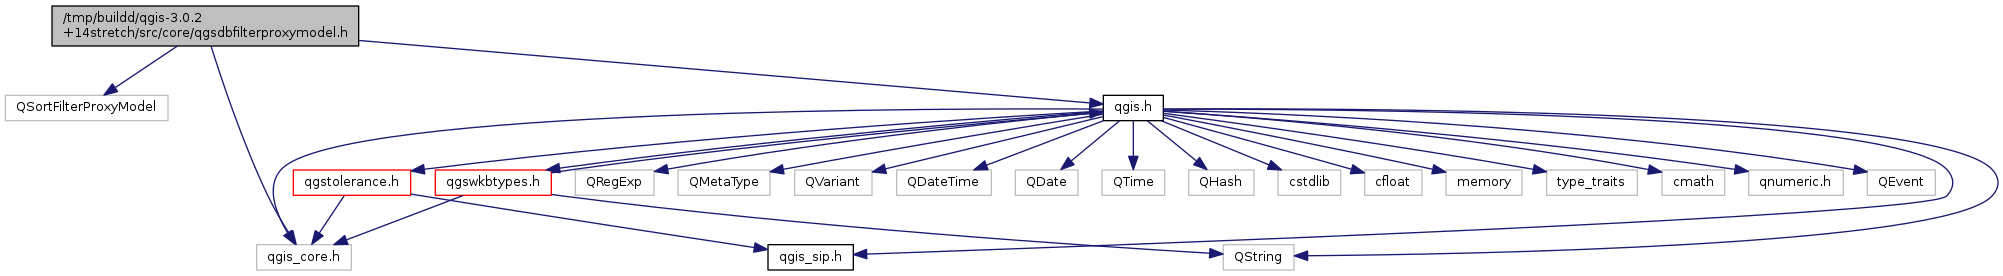 /tmp/buildd/qgis-3.0.2
+14stretch/src/core/qgsdbfilterproxymodel.h
QSortFilterProxyModel
qgis.h
qgstolerance.h
qgswkbtypes.h
QRegExp
QMetaType
QVariant
QDateTime
QDate
QTime
QHash
cstdlib
cfloat
memory
type_traits
cmath
qnumeric.h
QEvent
qgis_core.h
qgis_sip.h
QString